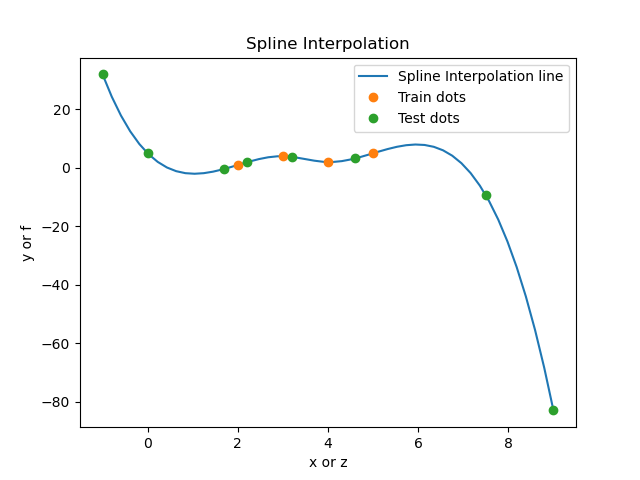 Spline Interpolation
Spline Interpolation line
Train dots
Test dots
y or f
20
0
−20
−40
−60
−80
0 2 4 6 8
x or z